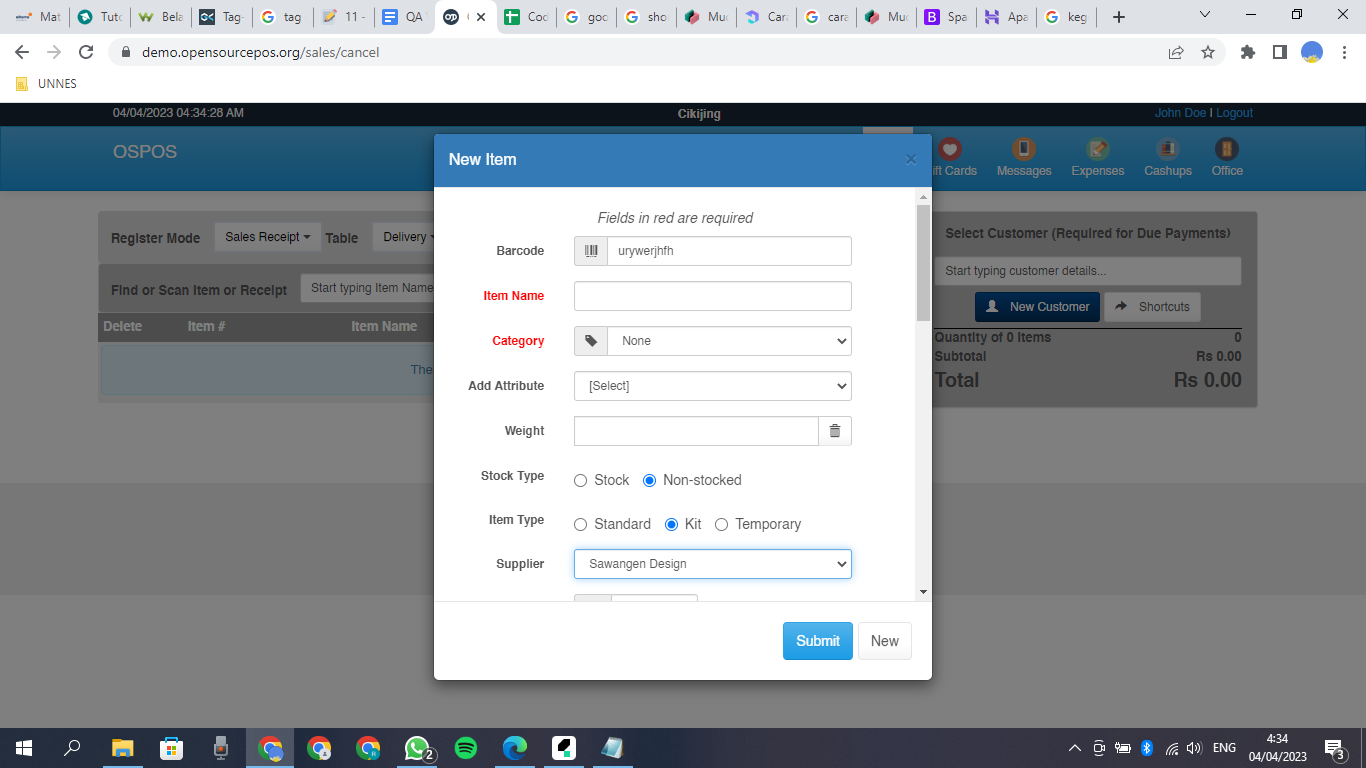 Mat
Tuto
Bela
Tag-
tag
11 -
QA
Cod
goo
sho
Muc
Cara
cara
Muc
Spa
Apa
keg
demo.opensourcepos.org/sales/cancel
UNNES
04/04/2023 04:34:28 AM
Cikijing
John Doe | Logout
OSPOS
ift Cards
Messages
Expenses
Cashups
Office
Register Mode
Sales Receipt
Table
Delivery
Find or Scan Item or Receipt
Start typing Item Name
Delete
Item #
Item Name
The
New Item
×
Fields in red are required
Barcode
urywerjhfh
Item Name
Category
None
Add Attribute
[Select]
Weight
Stock Type
Stock
Non-stocked
Item Type
Standard
Kit
Temporary
Supplier
Sawangen Design
Submit
New
Select Customer (Required for Due Payments)
Start typing customer details...
New Customer
Shortcuts
Quantity of 0 Items
0
Subtotal
Rs 0.00
Total
Rs 0.00
2
ENG
4:34
04/04/2023
3